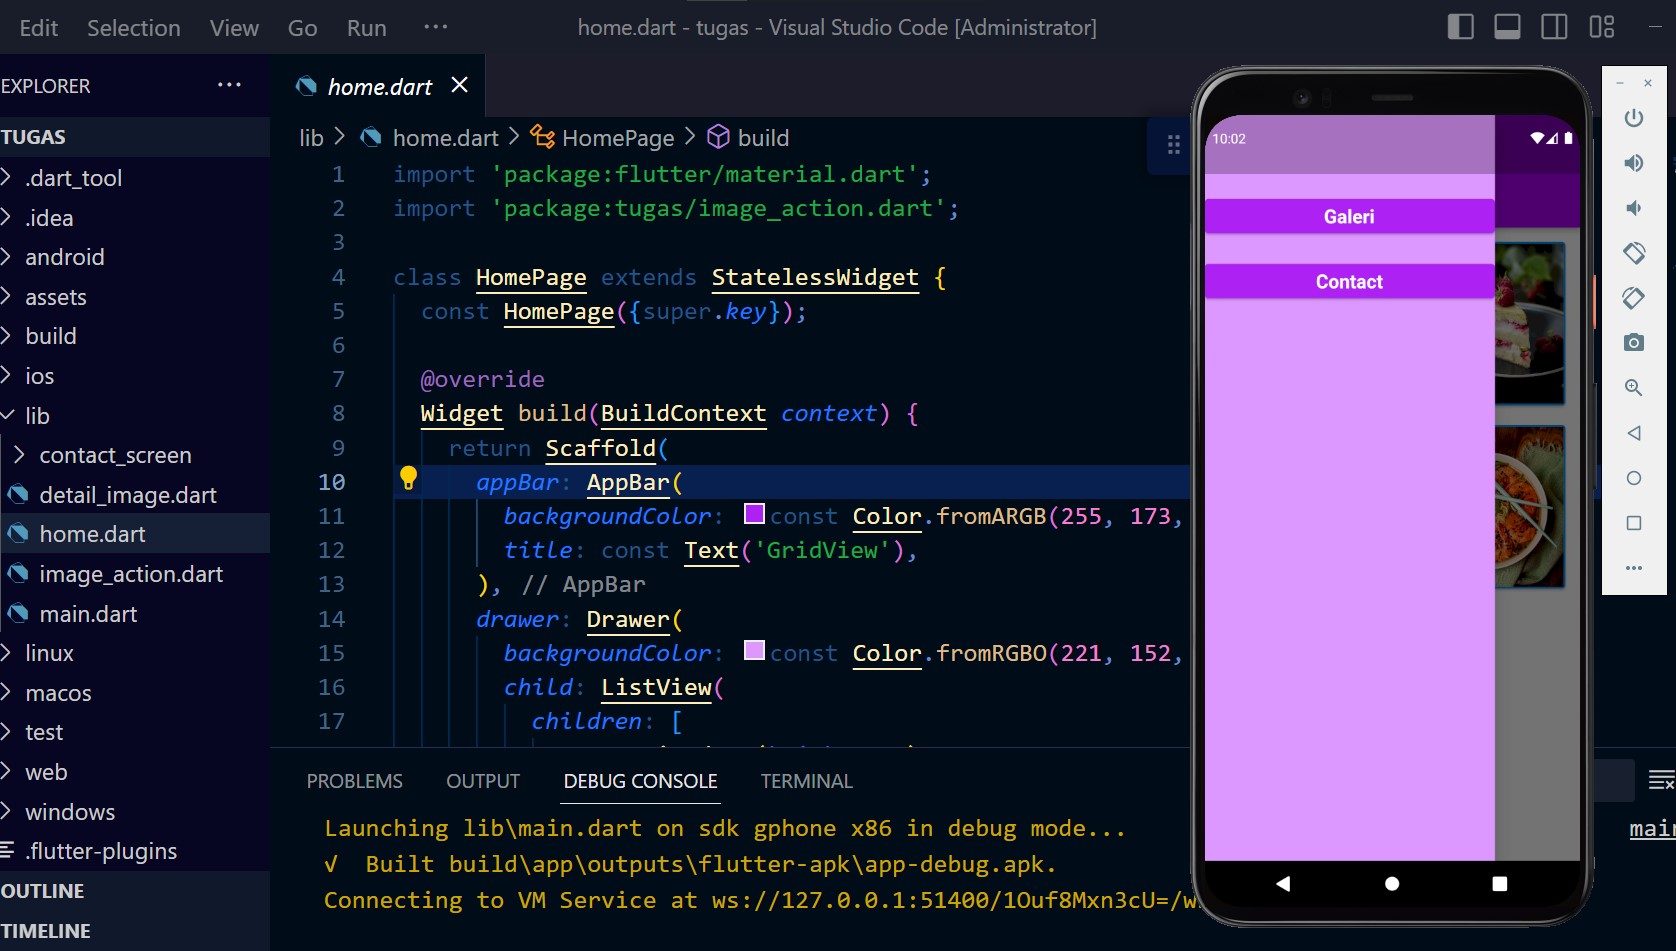 Edit Selection View Go Run ··· home.dart - tugas - Visual Studio Code [Administrator]
EXPLORER ···
TUGAS
.dart_tool
.idea
android
assets
build
ios
lib
contact_screen
detail_image.dart
home.dart
image_action.dart
main.dart
linux
macos
test
web
windows
.flutter-plugins
OUTLINE
TIMELINE
home.dart
lib > home.dart > HomePage > build
1 import 'package:flutter/material.dart';
2 import 'package:tugas/image_action.dart';
3
4 class HomePage extends StatelessWidget {
5 const HomePage({super.key});
6
7 @override
8 Widget build(BuildContext context) {
9 return Scaffold(
10 appBar: AppBar(
11 backgroundColor: const Color.fromARGB(255, 173,
12 title: const Text('GridView'),
13 ), // AppBar
14 drawer: Drawer(
15 backgroundColor: const Color.fromRGBO(221, 152,
16 child: ListView(
17 children: [
PROBLEMS OUTPUT DEBUG CONSOLE TERMINAL
Launching lib\main.dart on sdk gphone x86 in debug mode...
√ Built build\app\outputs\flutter-apk\app-debug.apk.
Connecting to VM Service at ws://127.0.0.1:51400/1Ouf8Mxn3cU=/w
10:02
Galeri
Contact